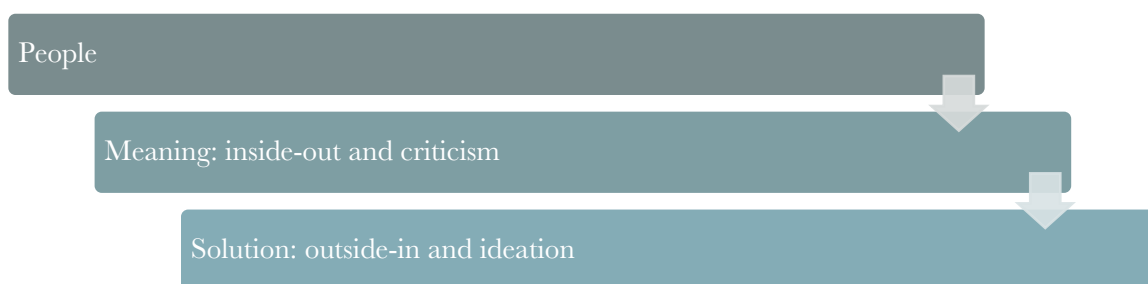 People
Meaning: inside-out and criticism
Solution: outside-in and ideation